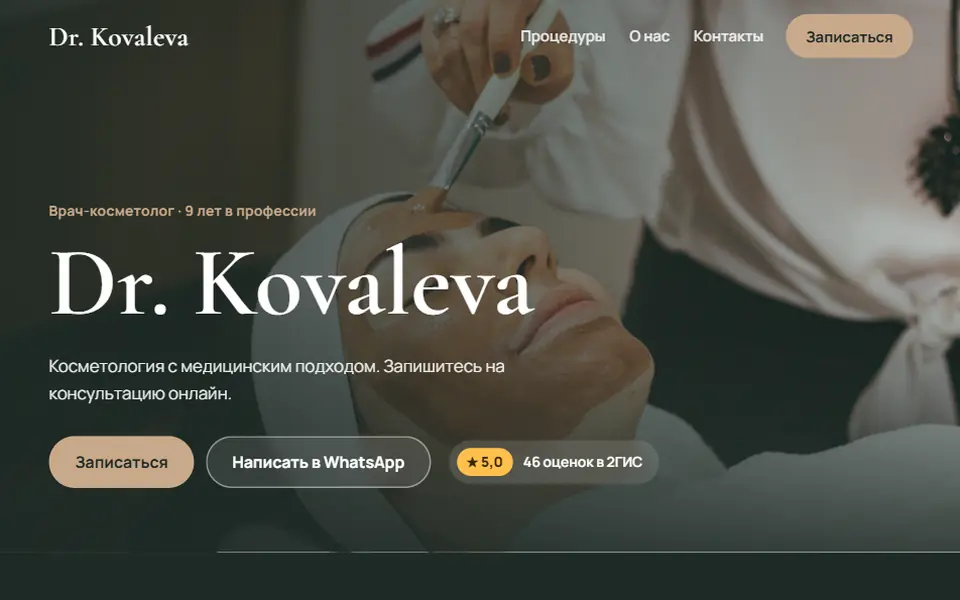 Dr. Kovaleva
Процедуры
О нас
Контакты
Записаться
Врач-косметолог · 9 лет в профессии
Dr. Kovaleva
Косметология с медицинским подходом. Запишитесь на
консультацию онлайн.
Записаться
Написать в WhatsApp
★ 5,0
46 оценок в 2ГИС